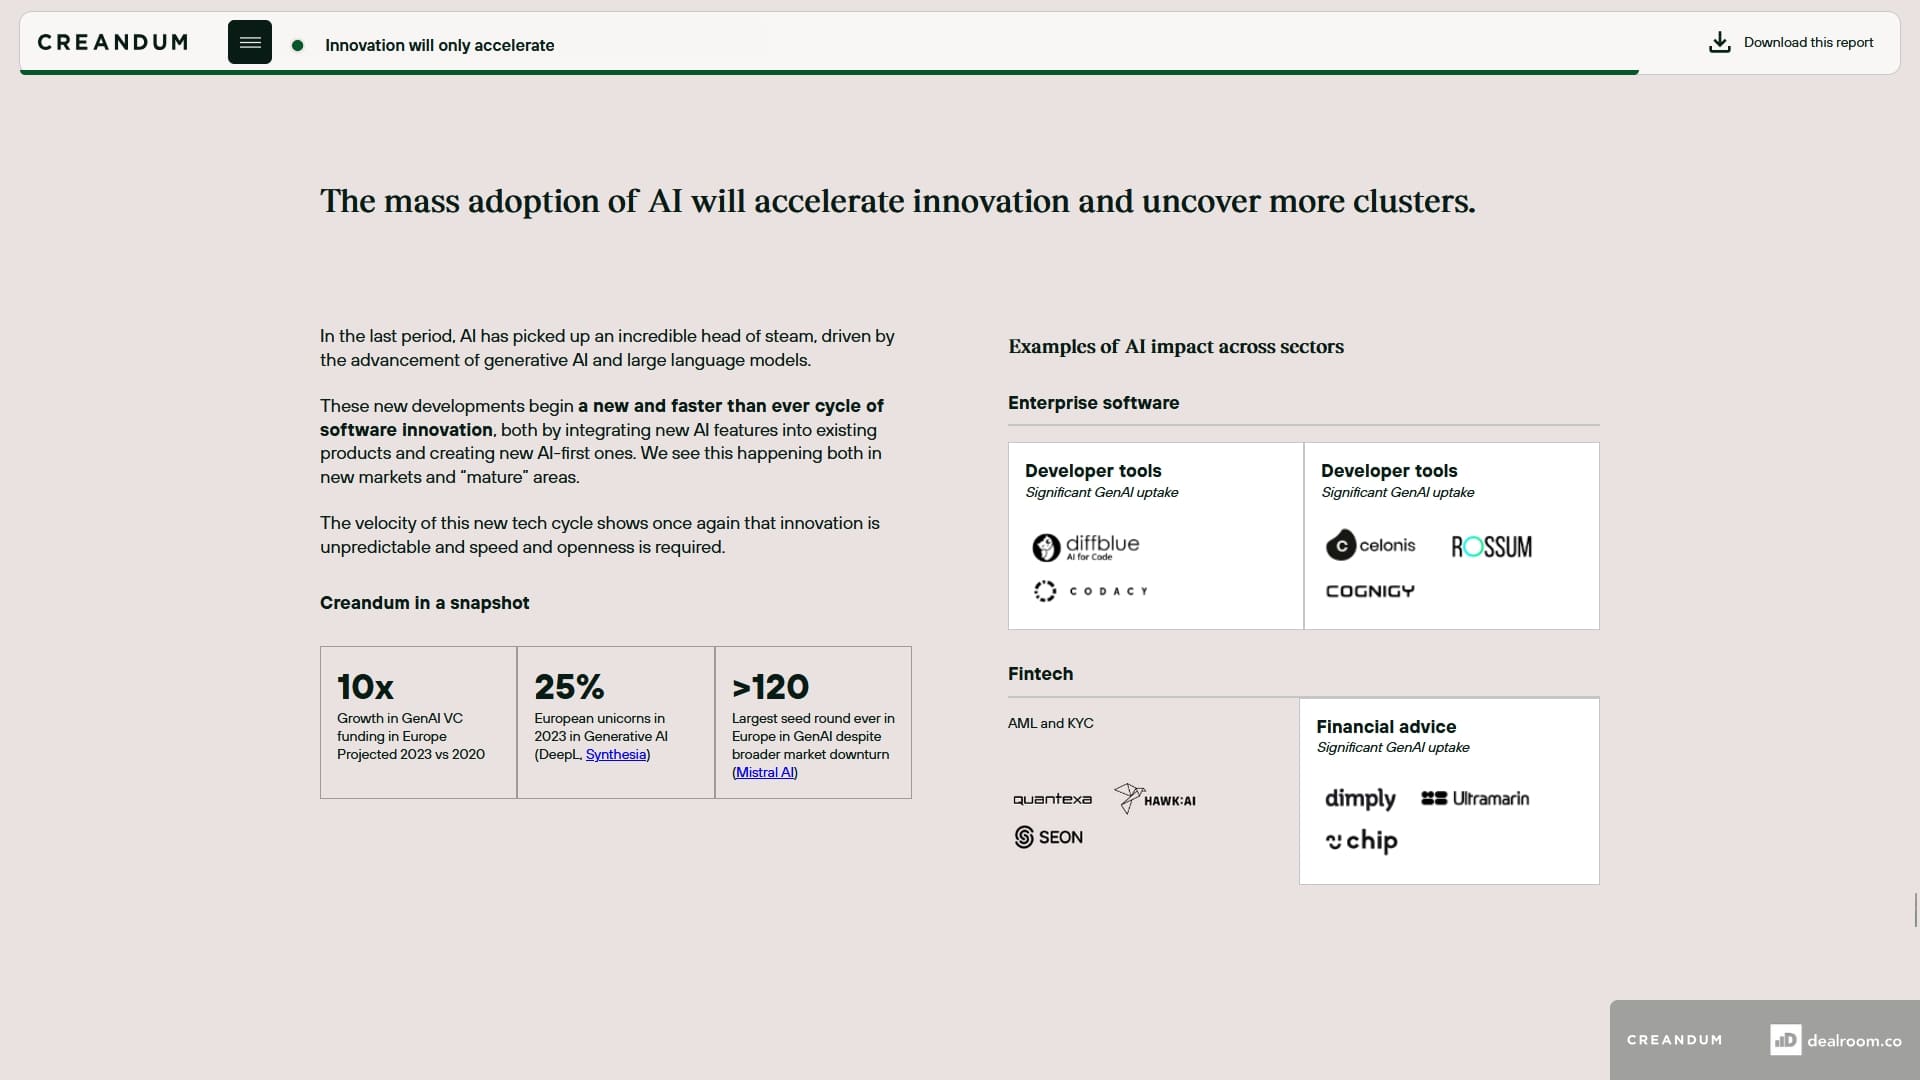 CREANDUM
Innovation will only accelerate
Download this report
The mass adoption of AI will accelerate innovation and uncover more clusters.
In the last period, AI has picked up an incredible head of steam, driven by
the advancement of generative AI and large language models.
These new developments begin a new and faster than ever cycle of
software innovation, both by integrating new AI features into existing
products and creating new AI-first ones. We see this happening both in
new markets and “mature” areas.
The velocity of this new tech cycle shows once again that innovation is
unpredictable and speed and openness is required.
Creandum in a snapshot
10x
Growth in GenAI VC
funding in Europe
Projected 2023 vs 2020
25%
European unicorns in
2023 in Generative AI
(DeepL, Synthesia)
>120
Largest seed round ever in
Europe in GenAI despite
broader market downturn
(Mistral AI)
Examples of AI impact across sectors
Enterprise software
Developer tools
Significant GenAI uptake
diffblue
AI for Code
CODACY
Developer tools
Significant GenAI uptake
celonis
ROSSUM
COGNIGY
Fintech
AML and KYC
quantexa
HAWK:AI
SEON
Financial advice
Significant GenAI uptake
dimply
Ultramarin
chip
CREANDUM
dealroom.co